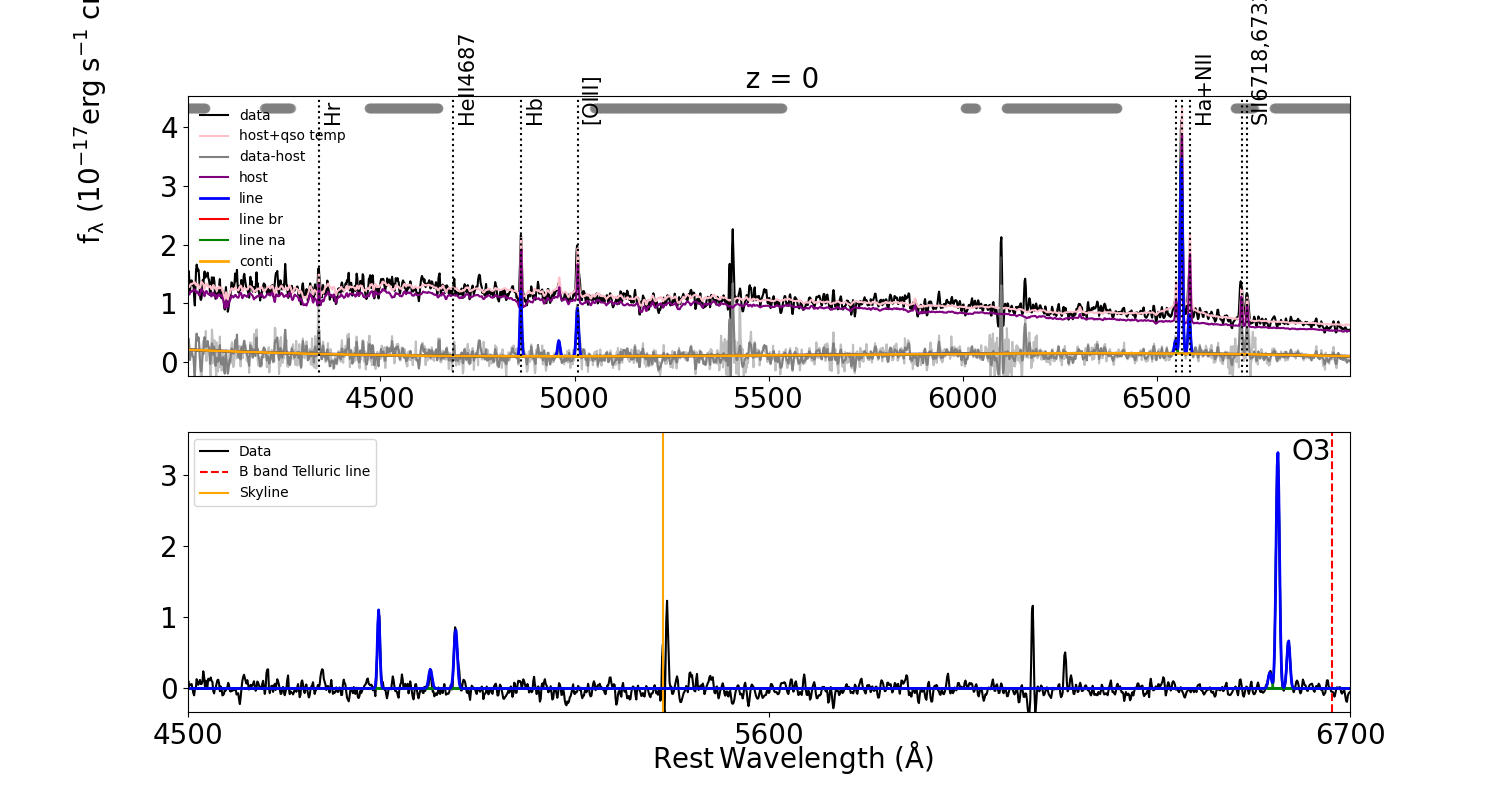 z = 0
f_λ (10^−17 erg s^−1
HeII4687
Hr
Hb
[OIII]
Ha+NII
SII6718,673
data
host+qso temp
data-host
host
line
line br
line na
conti
4
3
2
1
0
4500 5000 5500 6000 6500
Data
B band Telluric line
Skyline
O3
3
2
1
0
4500 5600 6700
Rest Wavelength (Å)